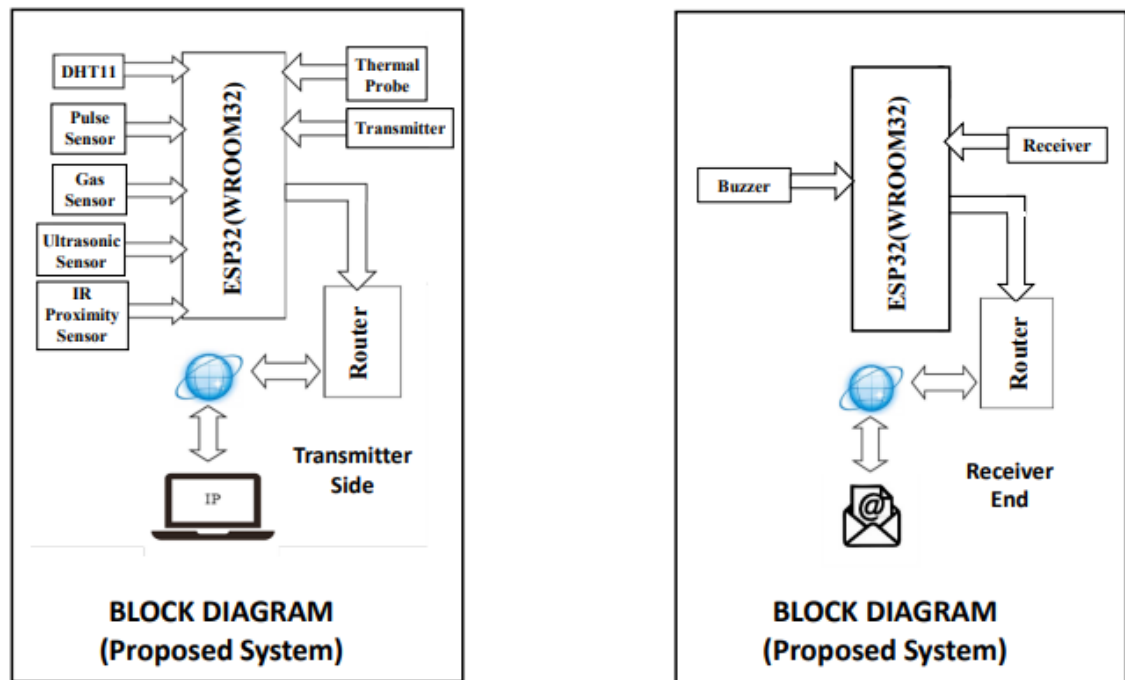 DHT11
Pulse
Sensor
Gas
Sensor
Ultrasonic
Sensor
IR
Proximity
Sensor
ESP32(WROOM32)
Thermal
Probe
Transmitter
Router
IP
Transmitter
Side
BLOCK DIAGRAM
(Proposed System)
Buzzer
ESP32(WROOM32)
Receiver
Router
@
Receiver
End
BLOCK DIAGRAM
(Proposed System)